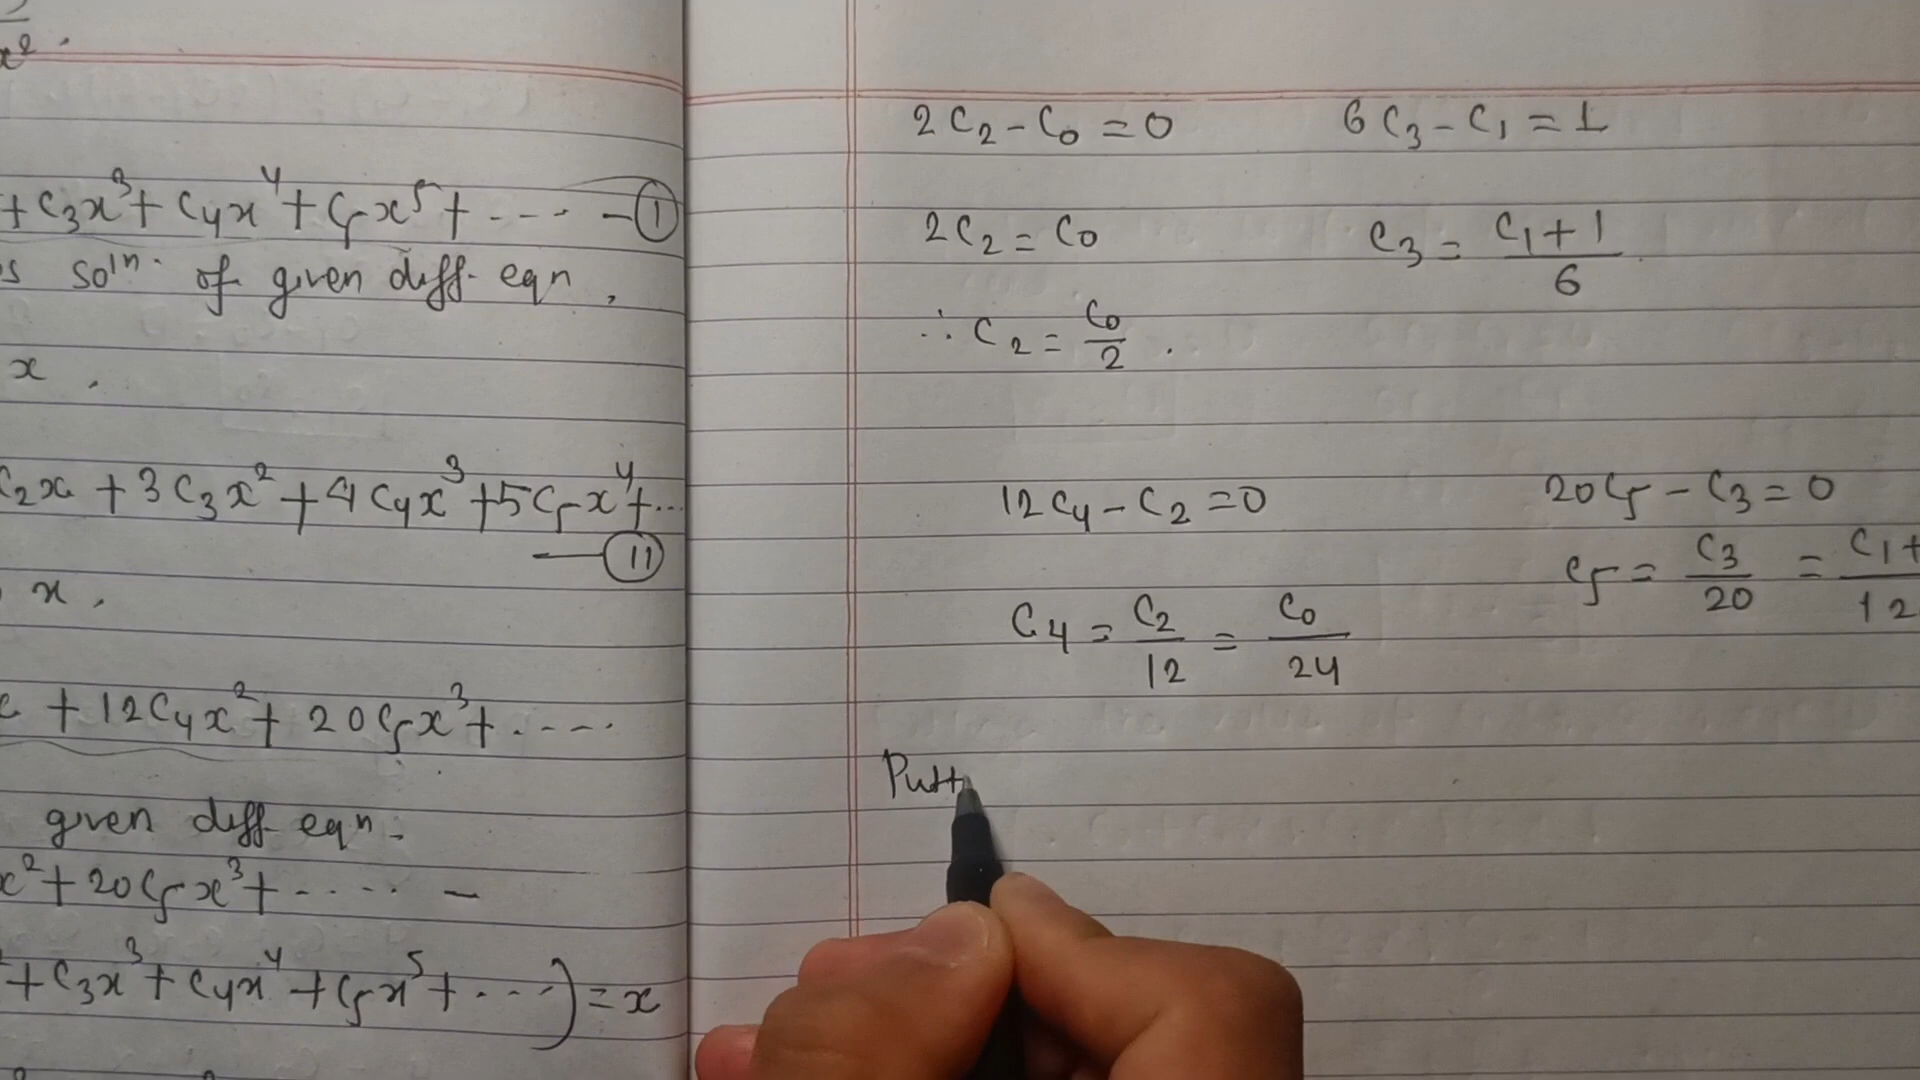 x².
+ C₃x³ + C₄x⁴ + C₅x⁵ + ---- - ①
s solⁿ. of given diff. eqn,
x.
C₂x + 3C₃x² + 4C₄x³ + 5C₅x⁴ + ...
— ⑪
x,
+ 12C₄x² + 20C₅x³ + .---.
given diff eqⁿ.
x² + 20C₅x³ + ----. -
+ C₃x³ + C₄x⁴ + C₅x⁵ + ---) = x
2C₂ - C₀ = 0 6C₃ - C₁ = 1
2C₂ = C₀ C₃ = (C₁ + 1)/6
∴ C₂ = C₀/2 .
12C₄ - C₂ = 0 20C₅ - C₃ = 0
C₄ = C₂/12 = C₀/24 C₅ = C₃/20 = C₁+/12
Putt